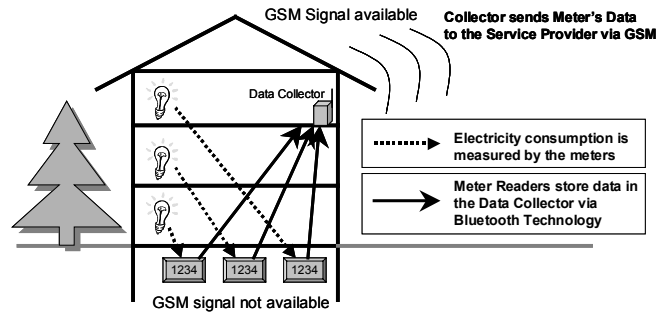 GSM Signal available
Collector sends Meter's Data
to the Service Provider via GSM
Data Collector
Electricity consumption is
measured by the meters
Meter Readers store data in
the Data Collector via
Bluetooth Technology
1234
1234
1234
GSM signal not available